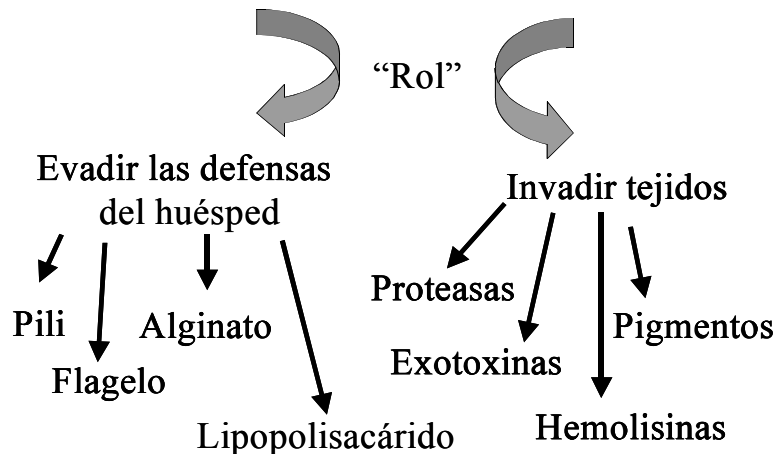 “Rol”
Evadir las defensas
del huésped
Invadir tejidos
Pili
Flagelo
Alginato
Lipopolisacárido
Proteasas
Exotoxinas
Hemolisinas
Pigmentos